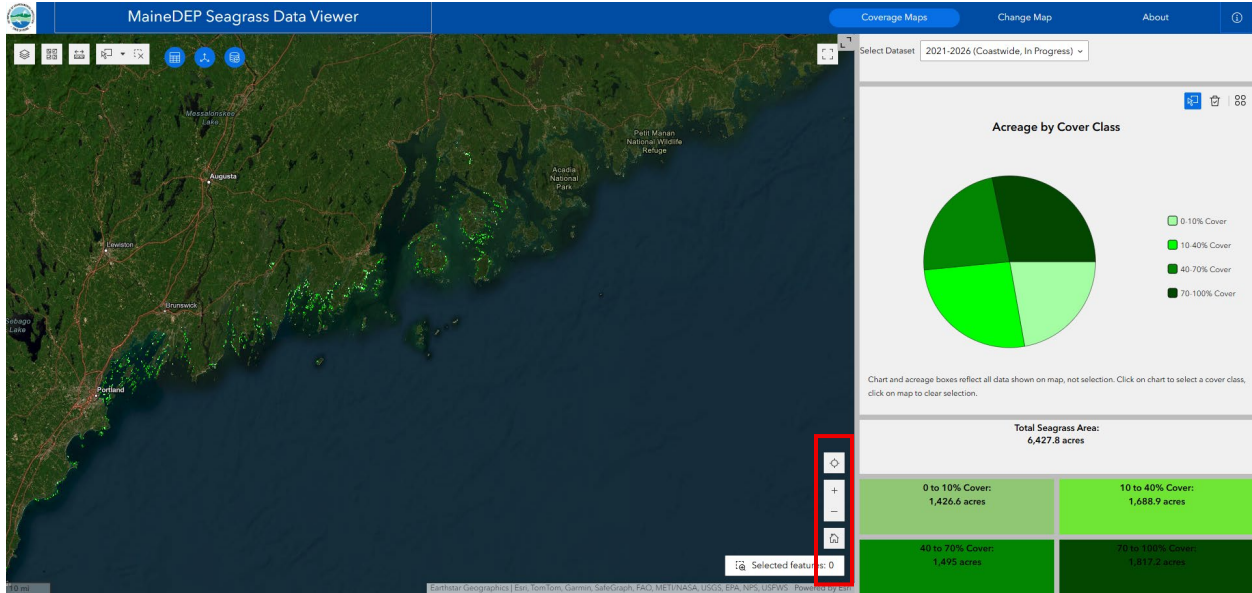 MaineDEP Seagrass Data Viewer
Coverage Maps
Change Map
About
Select Dataset
2021-2026 (Coastwide, In Progress)
Messalonskee
Lake
Petit Manan
National Wildlife
Refuge
Acadia
National
Park
Augusta
Lewiston
Brunswick
Sebago
Lake
Portland
Acreage by Cover Class
0-10% Cover
10-40% Cover
40-70% Cover
70-100% Cover
Chart and acreage boxes reflect all data shown on map, not selection. Click on chart to select a cover class,
click on map to clear selection.
Total Seagrass Area:
6,427.8 acres
0 to 10% Cover:
1,426.6 acres
10 to 40% Cover:
1,688.9 acres
40 to 70% Cover:
1,495 acres
70 to 100% Cover:
1,817.2 acres
+
−
Selected features: 0
10 mi
Earthstar Geographics | Esri, TomTom, Garmin, SafeGraph, FAO, METI/NASA, USGS, EPA, NPS, USFWS Powered by Esri